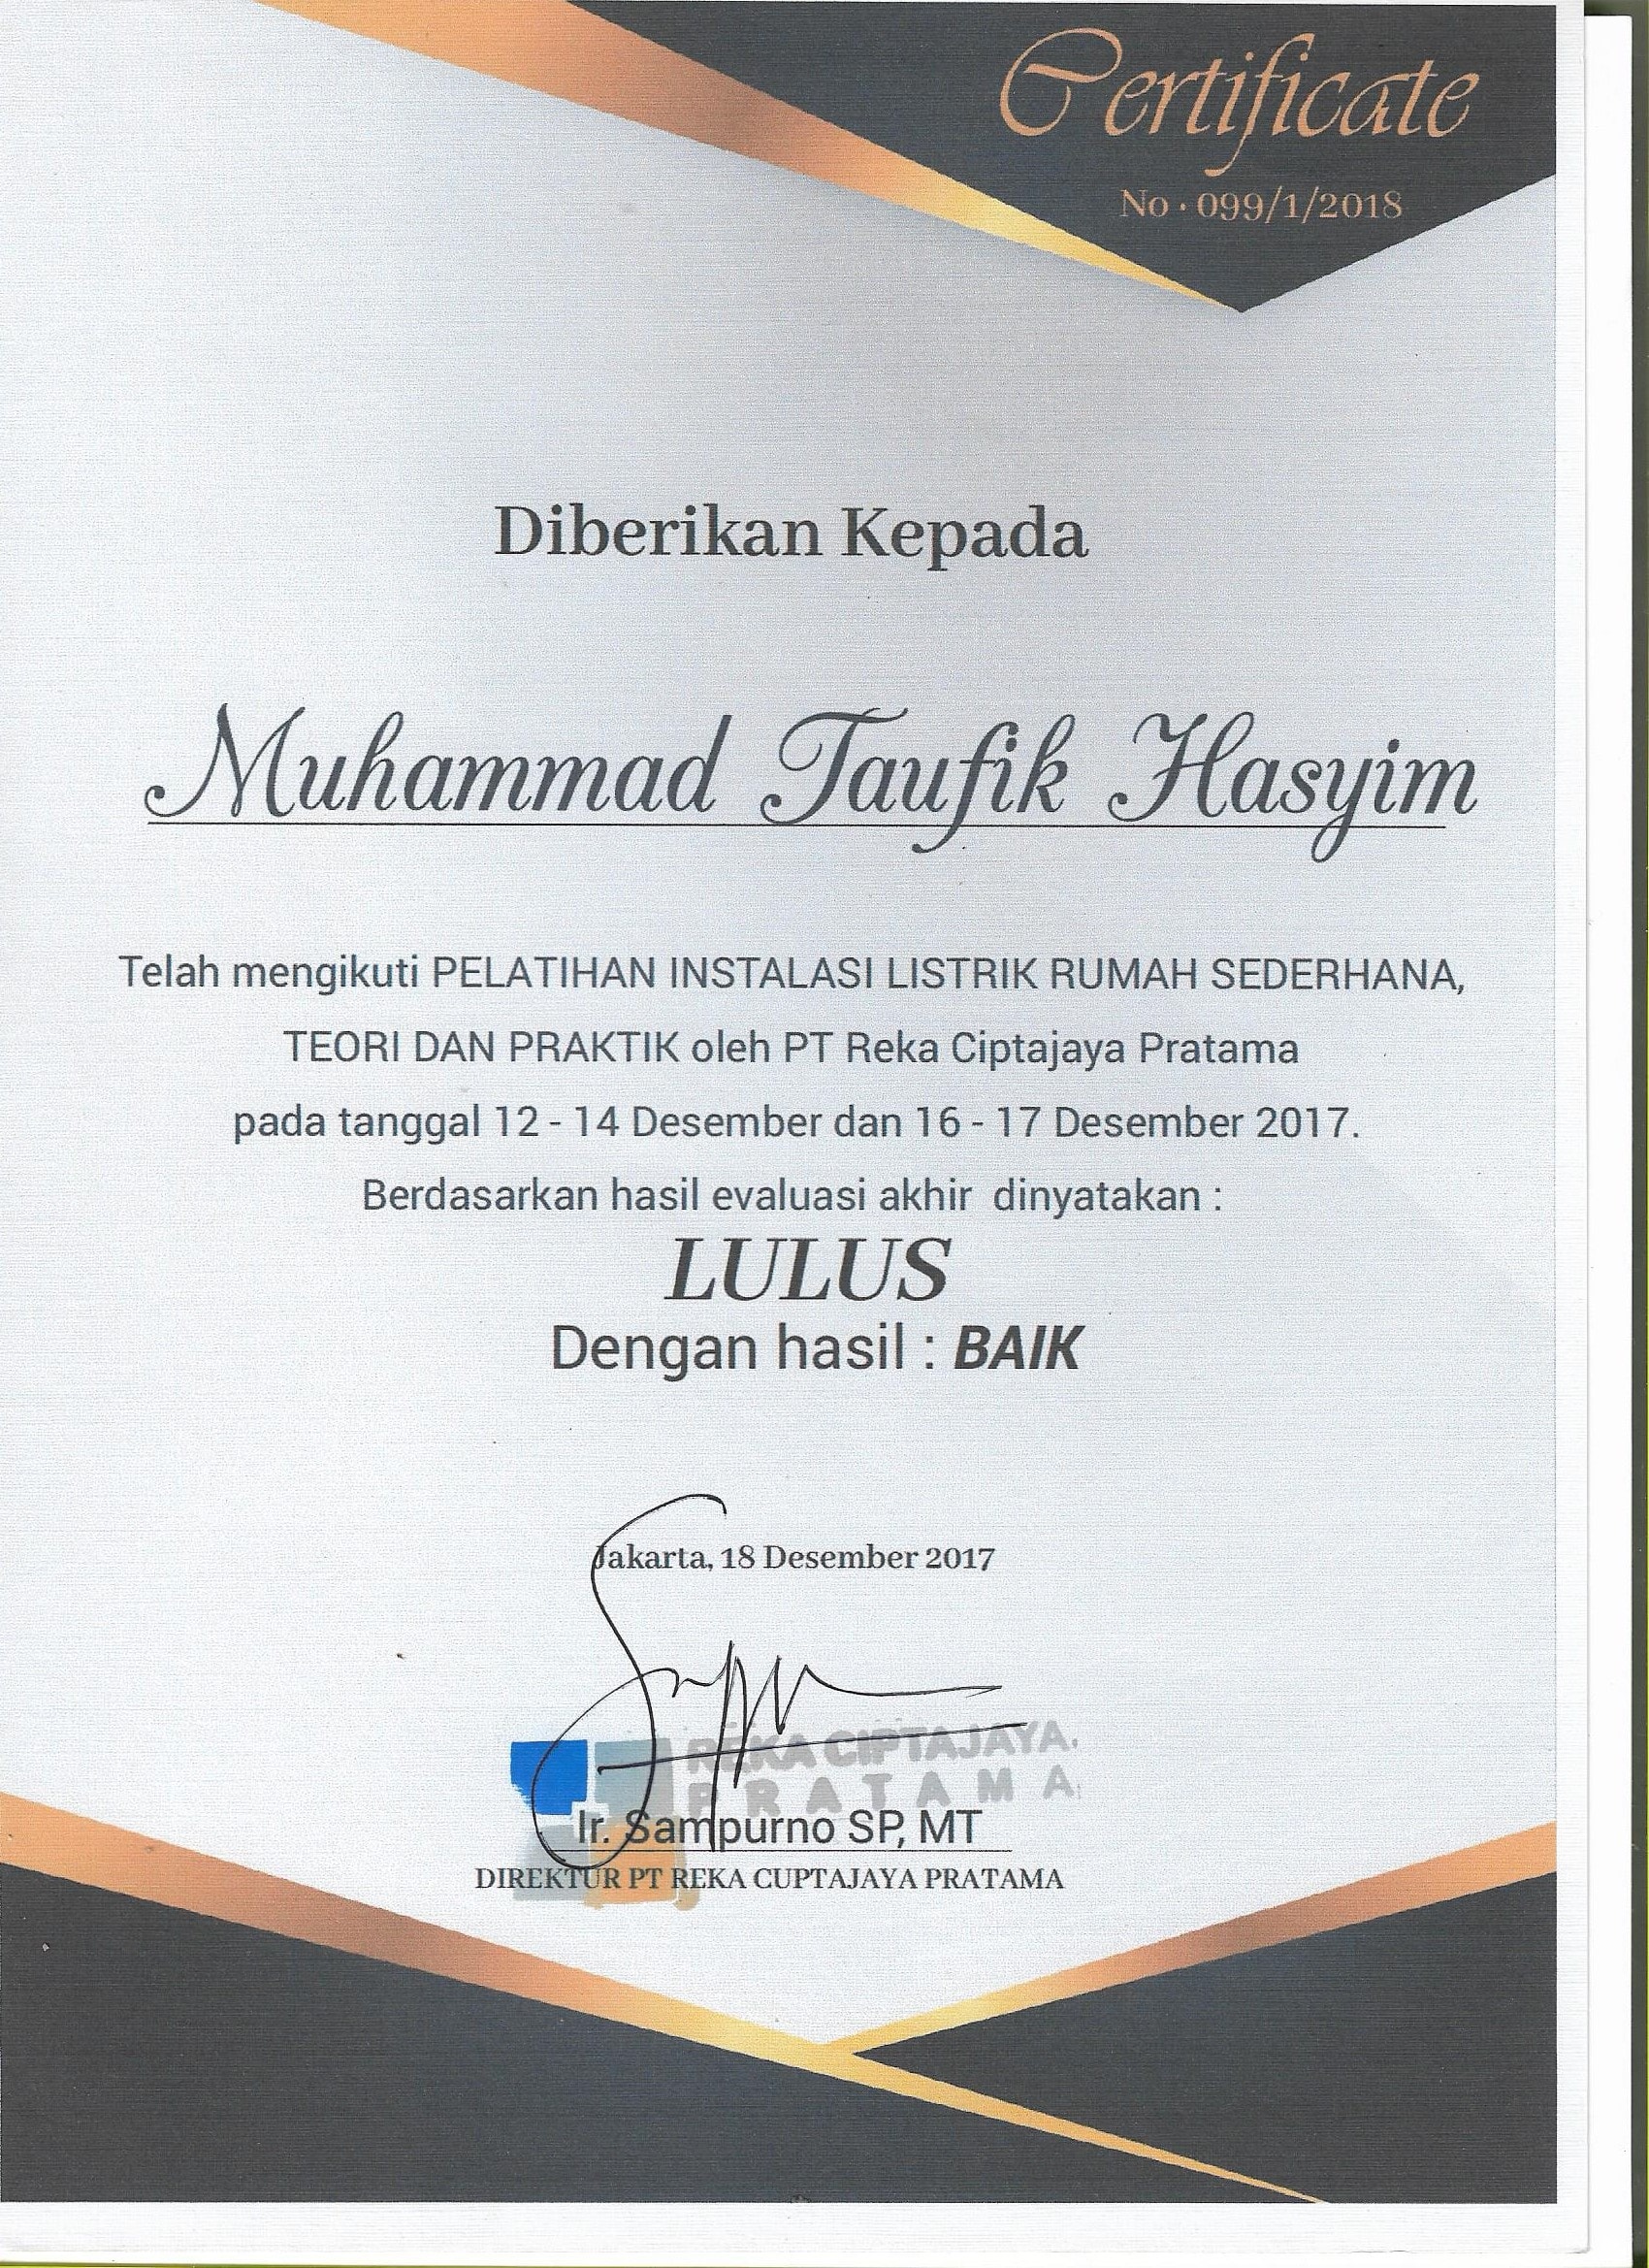 Certificate
No · 099/1/2018
Diberikan Kepada
Muhammad Taufik Hasyim
Telah mengikuti PELATIHAN INSTALASI LISTRIK RUMAH SEDERHANA,
TEORI DAN PRAKTIK oleh PT Reka Ciptajaya Pratama
pada tanggal 12 - 14 Desember dan 16 - 17 Desember 2017.
Berdasarkan hasil evaluasi akhir dinyatakan :
LULUS
Dengan hasil : BAIK
Jakarta, 18 Desember 2017
REKA CIPTAJAYA
PRATAMA
Ir. Sampurno SP, MT
DIREKTUR PT REKA CUPTAJAYA PRATAMA